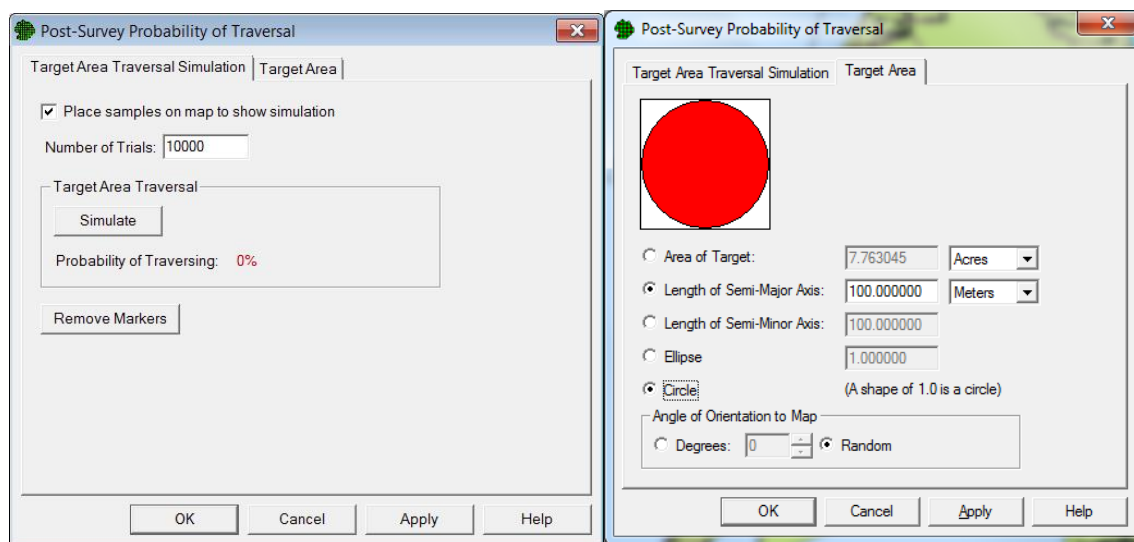 Post-Survey Probability of Traversal
Target Area Traversal Simulation
Target Area
Place samples on map to show simulation
Number of Trials: 10000
Target Area Traversal
Simulate
Probability of Traversing: 0%
Remove Markers
OK Cancel Apply Help
Post-Survey Probability of Traversal
Target Area Traversal Simulation
Target Area
Area of Target: 7.763045 Acres
Length of Semi-Major Axis: 100.000000 Meters
Length of Semi-Minor Axis: 100.000000
Ellipse 1.000000
Circle (A shape of 1.0 is a circle)
Angle of Orientation to Map
Degrees: 0 Random
OK Cancel Apply Help